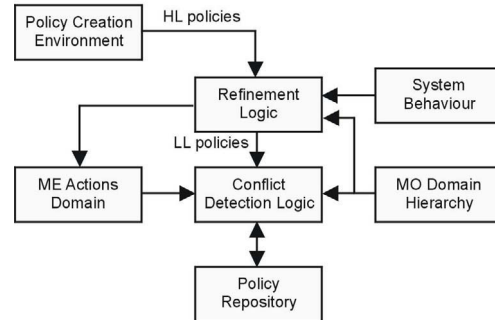 Policy Creation
Environment
HL policies
Refinement
Logic
System
Behaviour
LL policies
ME Actions
Domain
Conflict
Detection Logic
MO Domain
Hierarchy
Policy
Repository